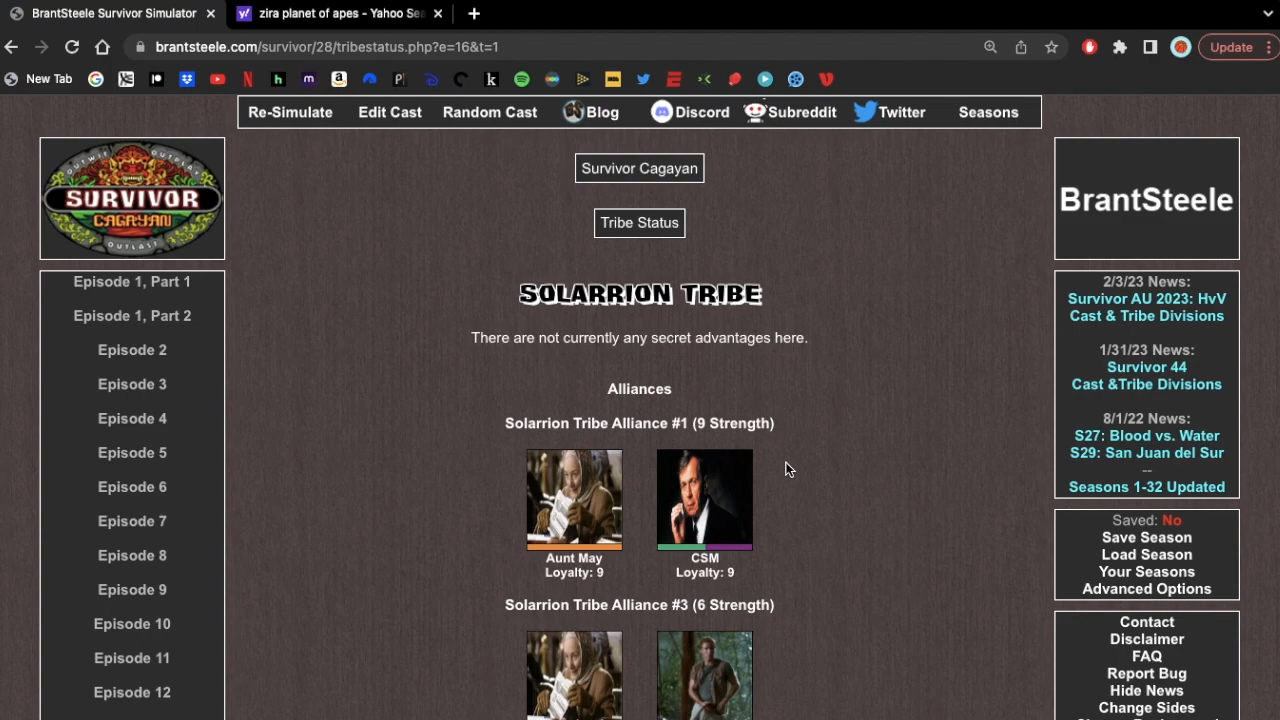 BrantSteele Survivor Simulator
zira planet of apes - Yahoo Sea
brantsteele.com/survivor/28/tribestatus.php?e=16&t=1
Update
New Tab
Re-Simulate Edit Cast Random Cast Blog Discord Subreddit Twitter Seasons
OUTWIT OUTPLAY
SURVIVOR
CAGAYAN
OUTLAST
Episode 1, Part 1
Episode 1, Part 2
Episode 2
Episode 3
Episode 4
Episode 5
Episode 6
Episode 7
Episode 8
Episode 9
Episode 10
Episode 11
Episode 12
Survivor Cagayan
Tribe Status
SOLARRION TRIBE
There are not currently any secret advantages here.
Alliances
Solarrion Tribe Alliance #1 (9 Strength)
Aunt May
Loyalty: 9
CSM
Loyalty: 9
Solarrion Tribe Alliance #3 (6 Strength)
BrantSteele
2/3/23 News:
Survivor AU 2023: HvV
Cast & Tribe Divisions
1/31/23 News:
Survivor 44
Cast &Tribe Divisions
8/1/22 News:
S27: Blood vs. Water
S29: San Juan del Sur
--
Seasons 1-32 Updated
Saved: No
Save Season
Load Season
Your Seasons
Advanced Options
Contact
Disclaimer
FAQ
Report Bug
Hide News
Change Sides